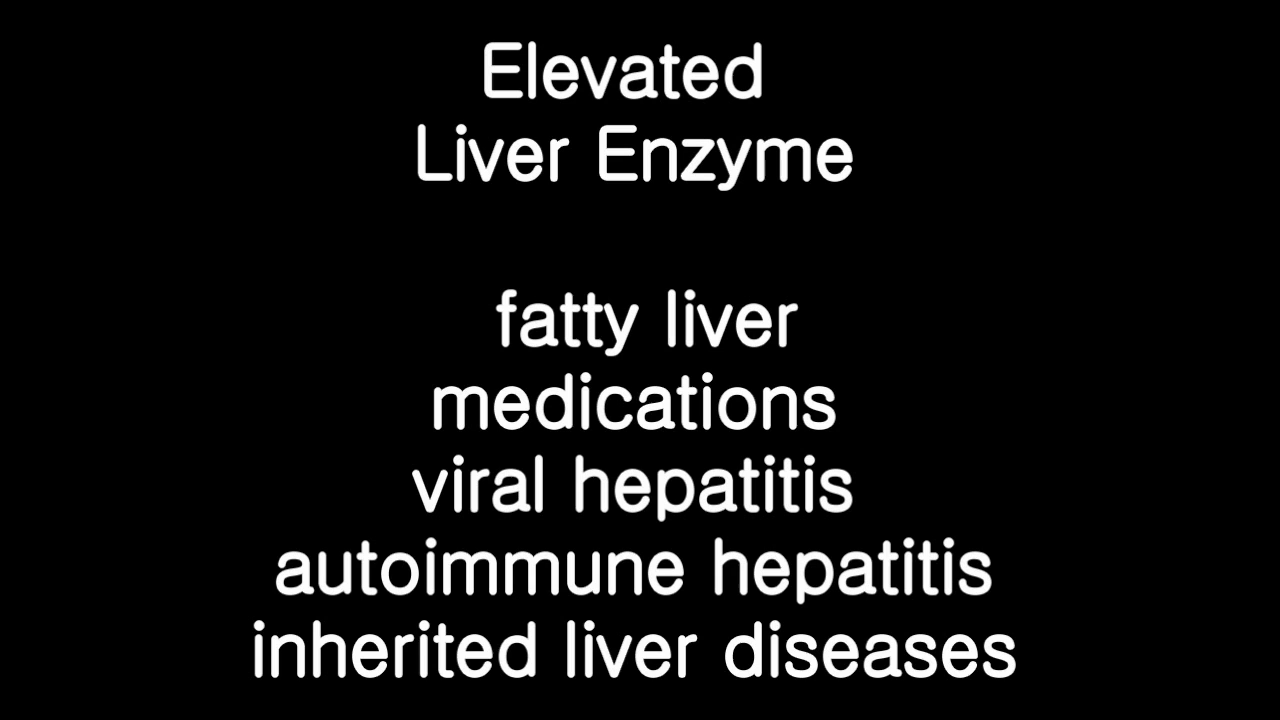 Elevated
Liver Enzyme
fatty liver
medications
viral hepatitis
autoimmune hepatitis
inherited liver diseases